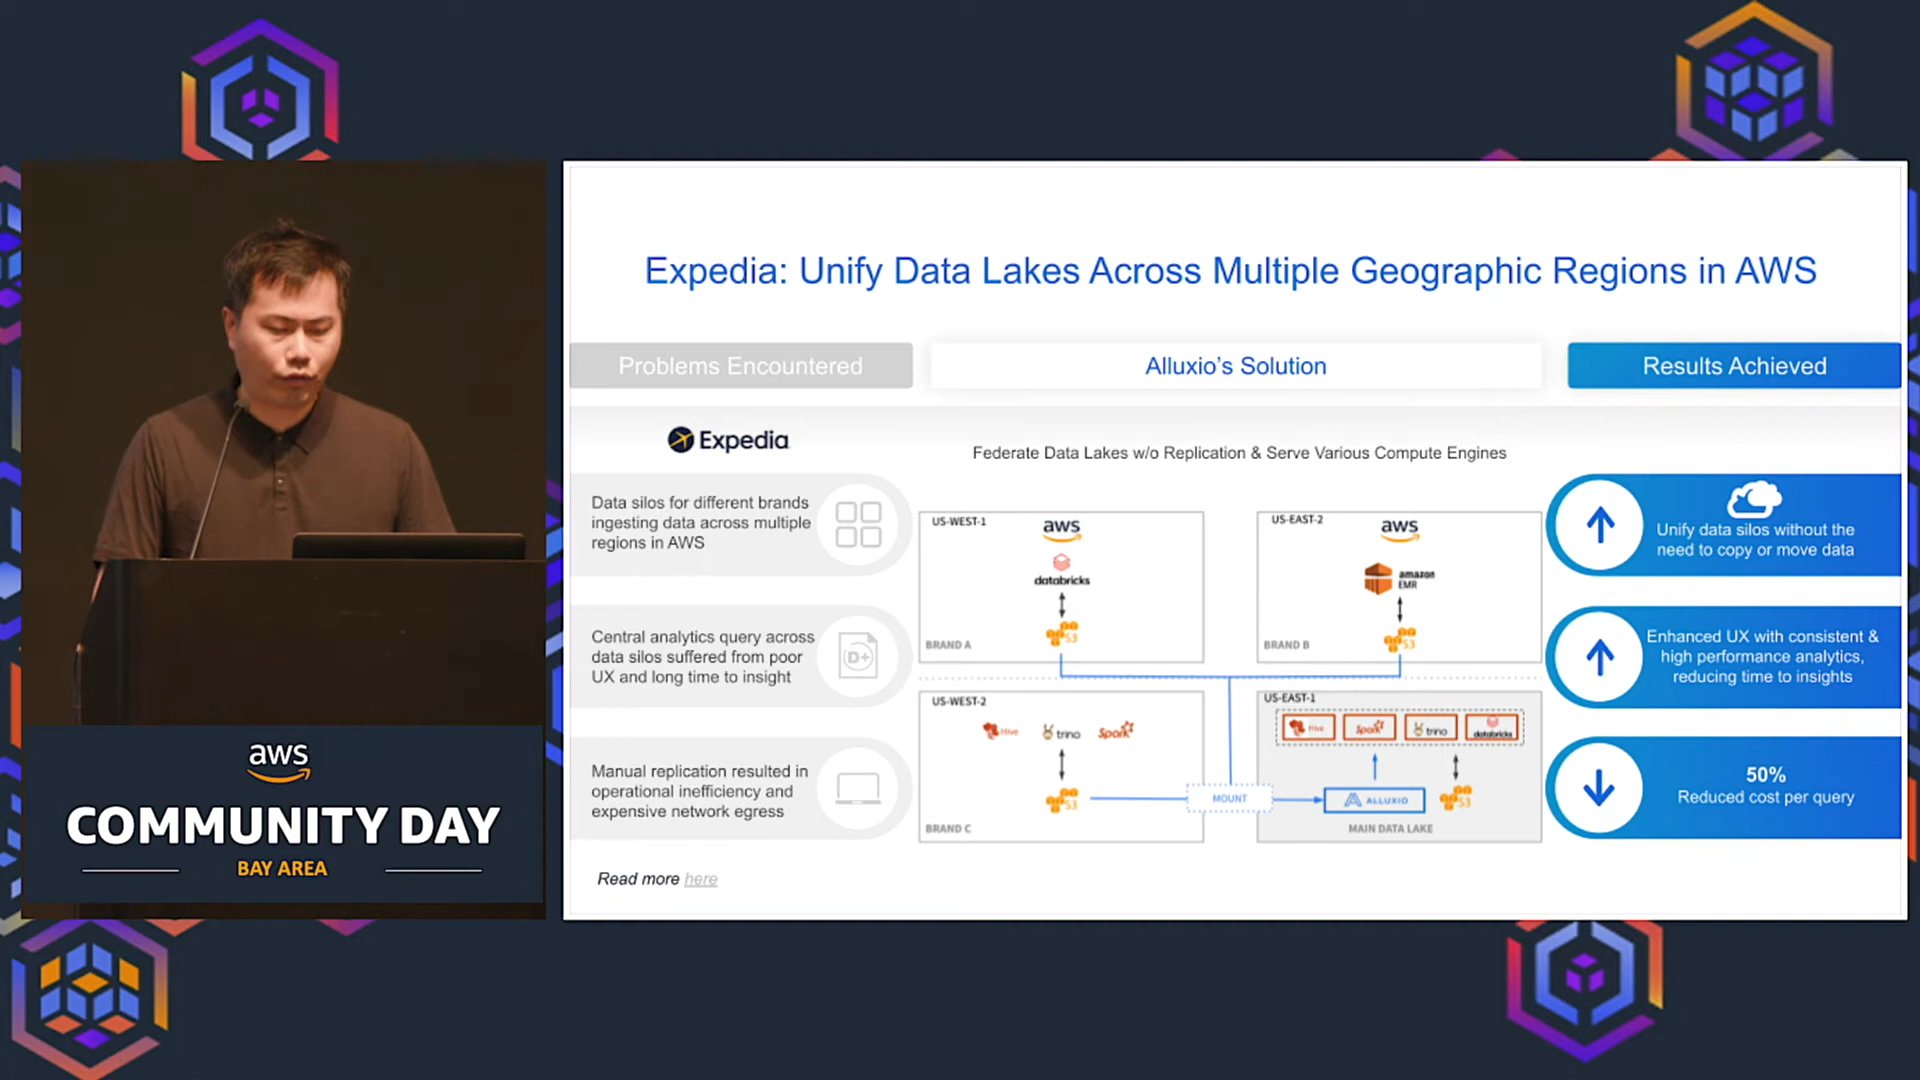 Expedia: Unify Data Lakes Across Multiple Geographic Regions in AWS
Problems Encountered
Alluxio's Solution
Results Achieved
Expedia
Data silos for different brands
ingesting data across multiple
regions in AWS
D+
Central analytics query across
data silos suffered from poor
UX and long time to insight
Manual replication resulted in
operational inefficiency and
expensive network egress
Read more here
Federate Data Lakes w/o Replication & Serve Various Compute Engines
US-WEST-1
aws
databricks
S3
BRAND A
US-EAST-2
aws
amazon
EMR
S3
BRAND B
US-WEST-2
Hive
trino
Spark
S3
BRAND C
MOUNT
US-EAST-1
Hive
Spark
trino
databricks
ALLUXIO
S3
MAIN DATA LAKE
Unify data silos without the
need to copy or move data
Enhanced UX with consistent &
high performance analytics,
reducing time to insights
50%
Reduced cost per query
aws
COMMUNITY DAY
BAY AREA